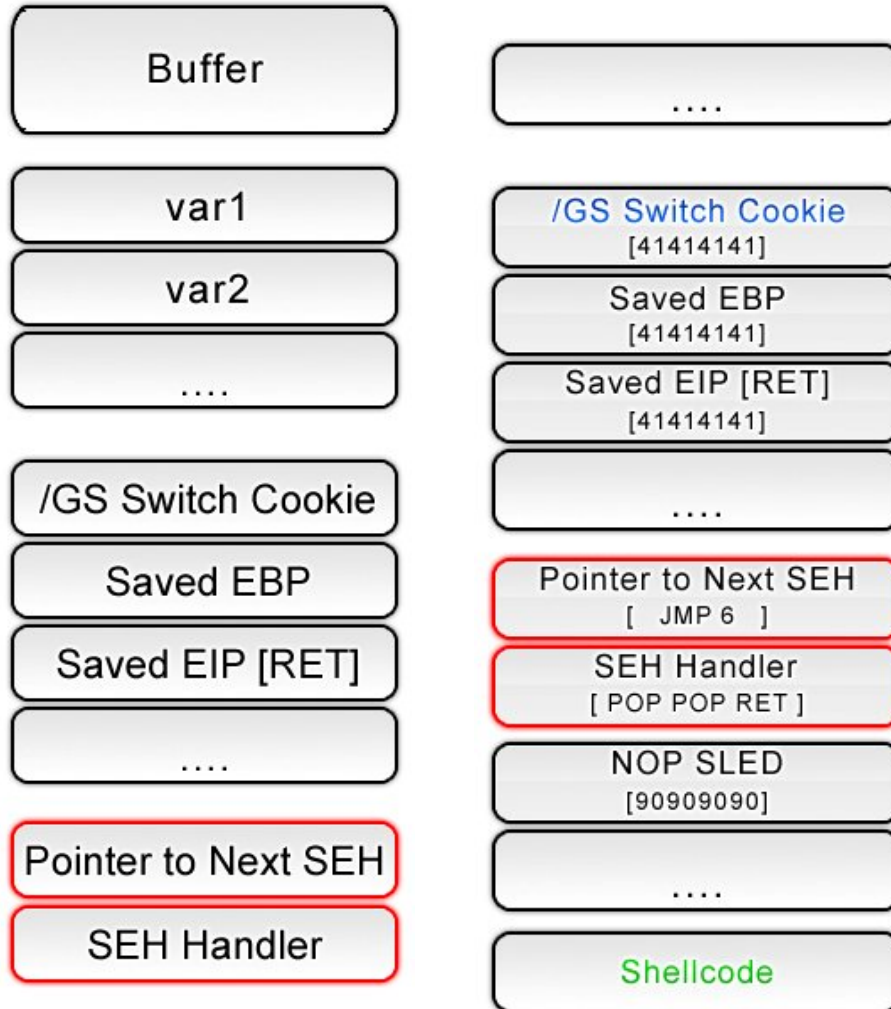 Buffer
var1
var2
....
/GS Switch Cookie
Saved EBP
Saved EIP [RET]
....
Pointer to Next SEH
SEH Handler
....
/GS Switch Cookie
[41414141]
Saved EBP
[41414141]
Saved EIP [RET]
[41414141]
....
Pointer to Next SEH
[ JMP 6 ]
SEH Handler
[ POP POP RET ]
NOP SLED
[90909090]
....
Shellcode